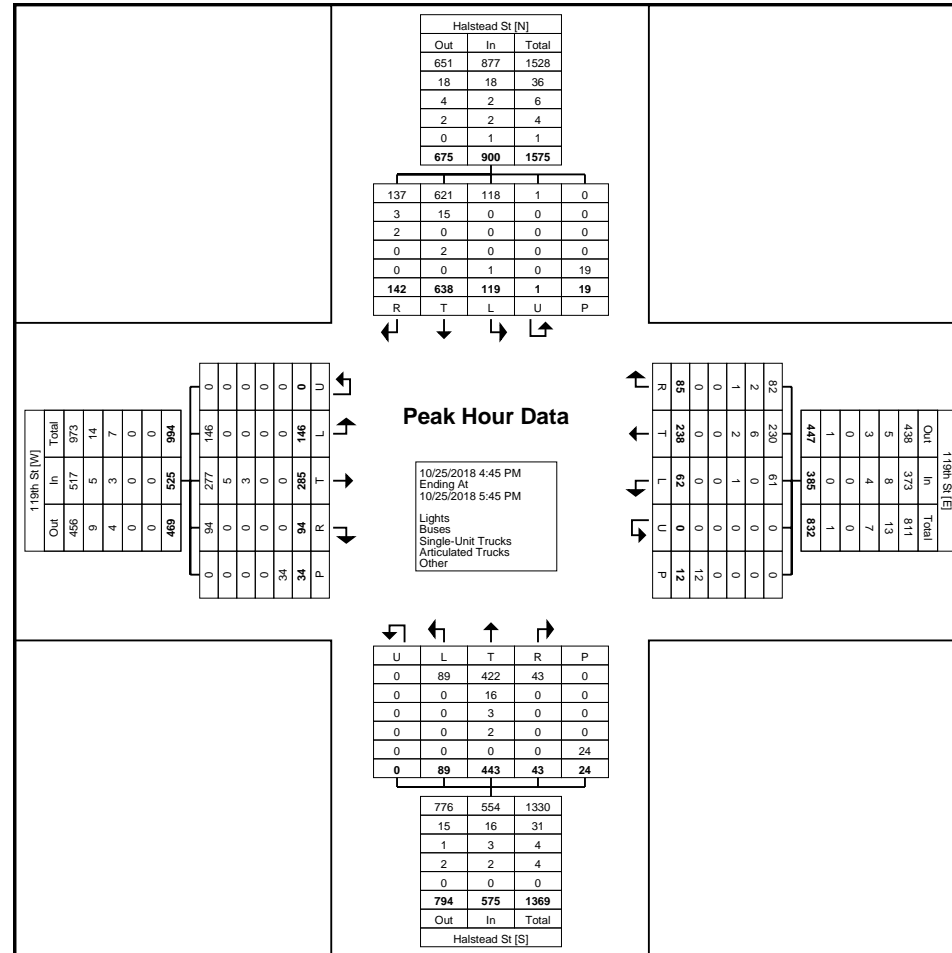 Halstead St [N]
Out In Total
651 877 1528
18 18 36
4 2 6
2 2 4
0 1 1
675 900 1575
137 621 118 1 0
3 15 0 0 0
2 0 0 0 0
0 2 0 0 0
0 0 1 0 19
142 638 119 1 19
R T L U P
U L T R P
0 146 285 94 34
0 0 0 0 34
0 0 0 0 0
0 0 3 0 0
0 0 5 0 0
0 146 277 94 0
994 525 469
0 0 0
0 0 0
7 3 4
14 5 9
973 517 456
Total In Out
119th St [W]
Peak Hour Data
10/25/2018 4:45 PM
Ending At
10/25/2018 5:45 PM
Lights
Buses
Single-Unit Trucks
Articulated Trucks
Other
119th St [E]
Out In Total
438 373 811
5 8 13
3 4 7
0 0 0
1 0 1
447 385 832
82 230 61 0 0
2 6 0 0 0
1 2 1 0 0
0 0 0 0 0
0 0 0 0 12
85 238 62 0 12
R T L U P
U L T R P
0 89 422 43 0
0 0 16 0 0
0 0 3 0 0
0 0 2 0 0
0 0 0 0 24
0 89 443 43 24
776 554 1330
15 16 31
1 3 4
2 2 4
0 0 0
794 575 1369
Out In Total
Halstead St [S]